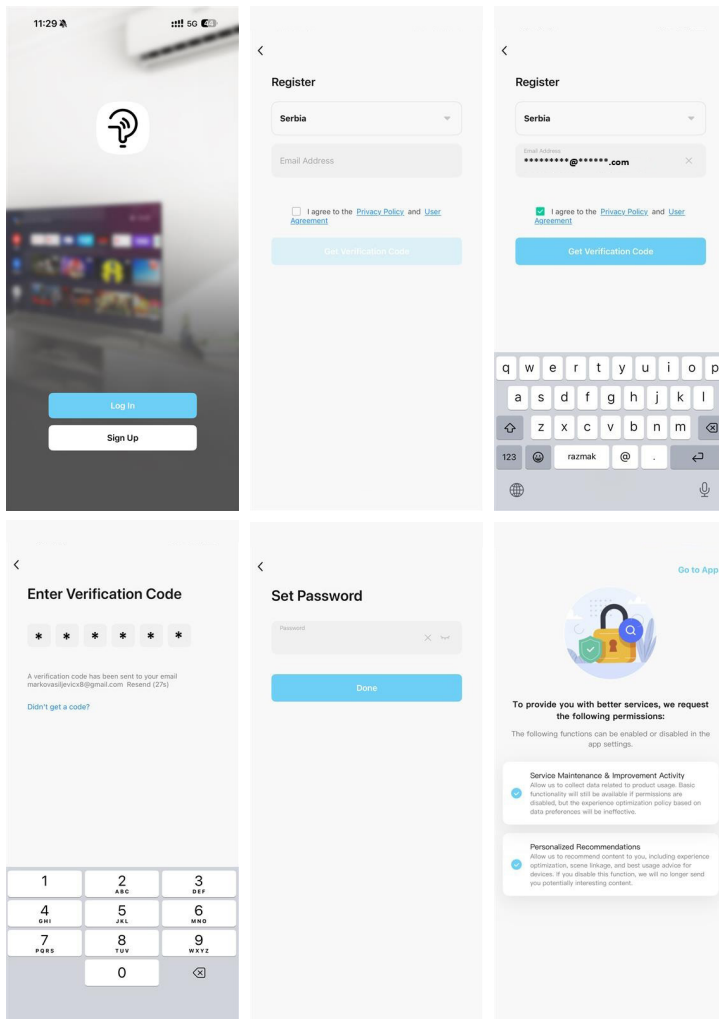 11:29
5G
Log In
Sign Up
Register
Serbia
Email Address
I agree to the Privacy Policy and User
Agreement
Get Verification Code
Register
Serbia
Email Address
*********@******.com
I agree to the Privacy Policy and User
Agreement
Get Verification Code
q w e r t y u i o p
a s d f g h j k l
z x c v b n m
123 razmak @ .
Enter Verification Code
* * * * * *
A verification code has been sent to your email
markovasiljevicx8@gmail.com Resend (27s)
Didn't get a code?
1 2 3
ABC DEF
4 5 6
GHI JKL MNO
7 8 9
PQRS TUV WXYZ
0
Set Password
Password
Done
Go to App
To provide you with better services, we request
the following permissions:
The following functions can be enabled or disabled in the
app settings.
Service Maintenance & Improvement Activity
Allow us to collect data related to product usage. Basic
functionality will still be available if permissions are
disabled, but the experience optimization policy based on
data preferences will be ineffective.
Personalized Recommendations
Allow us to recommend content to you, including experience
optimization, scene linkage, and best usage advice for
devices. If you disable this function, we will no longer send
you potentially interesting content.